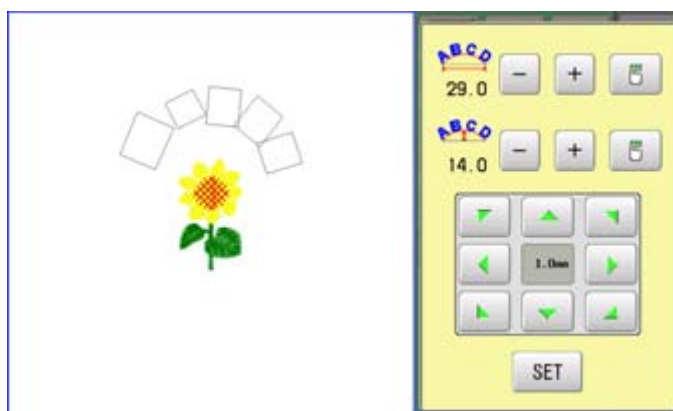 ABCD
29.0
- +
ABCD
14.0
- +
1.0mm
SET